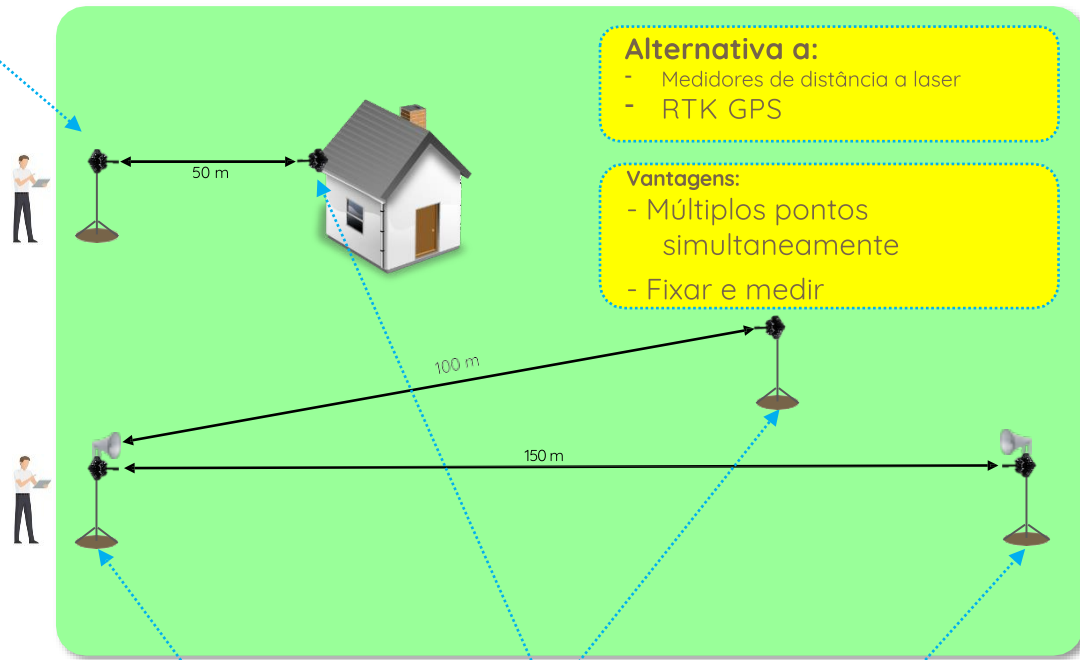 Alternativa a:
- Medidores de distância a laser
- RTK GPS
50 m
Vantagens:
- Múltiplos pontos
simultaneamente
- Fixar e medir
100 m
150 m